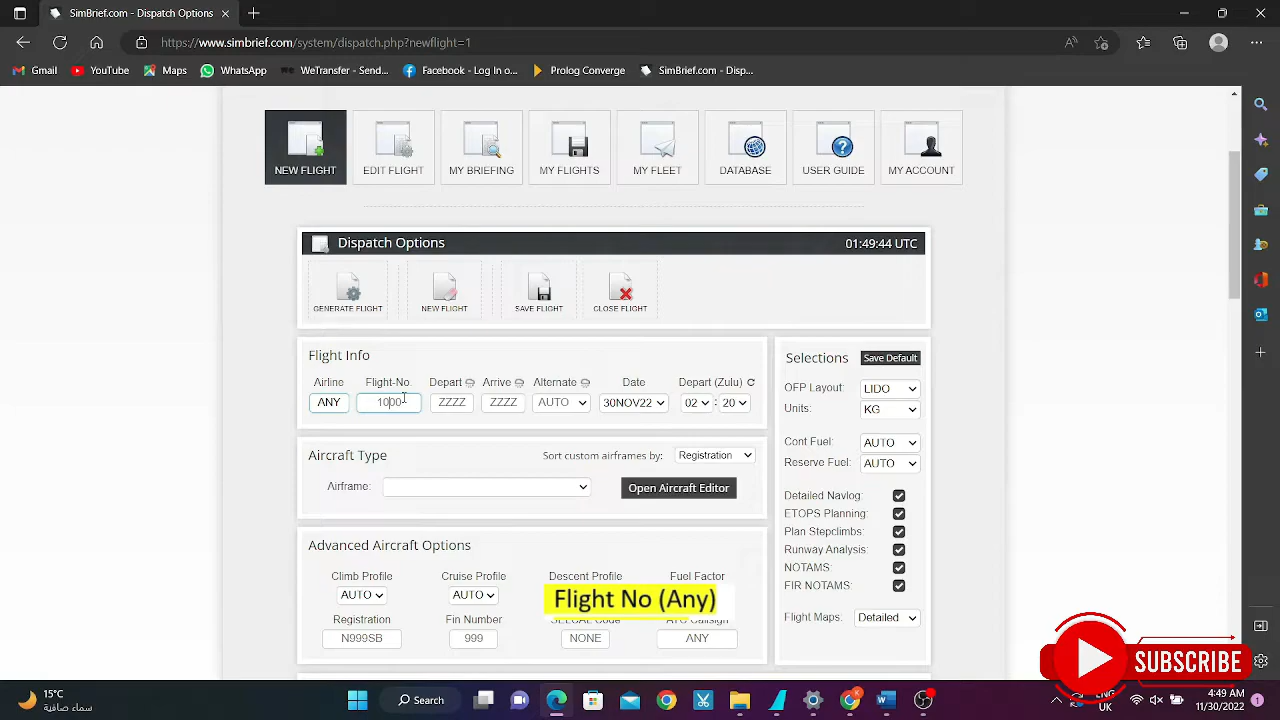 SimBrief.com - Dispatch Options
https://www.simbrief.com/system/dispatch.php?newflight=1
Gmail YouTube Maps WhatsApp WeTransfer - Send... Facebook - Log In o... Prolog Converge SimBrief.com - Disp...
NEW FLIGHT EDIT FLIGHT MY BRIEFING MY FLIGHTS MY FLEET DATABASE USER GUIDE MY ACCOUNT
Dispatch Options 01:49:44 UTC
GENERATE FLIGHT NEW FLIGHT SAVE FLIGHT CLOSE FLIGHT
Flight Info
Airline Flight-No Depart Arrive Alternate Date Depart (Zulu)
ANY 1000 ZZZZ ZZZZ AUTO 30NOV22 02 : 20
Aircraft Type Sort custom airframes by: Registration
Airframe: Open Aircraft Editor
Advanced Aircraft Options
Climb Profile Cruise Profile Descent Profile Fuel Factor
AUTO AUTO
Flight No (Any)
Registration Fin Number ATC Callsign
N999SB 999 NONE ANY
Selections Save Default
OFP Layout: LIDO
Units: KG
Cont Fuel: AUTO
Reserve Fuel: AUTO
Detailed Navlog:
ETOPS Planning:
Plan Stepclimbs:
Runway Analysis:
NOTAMS:
FIR NOTAMS:
Flight Maps: Detailed
SUBSCRIBE
15°C
سماء صافية
Search
ENG
UK
4:49 AM
11/30/2022